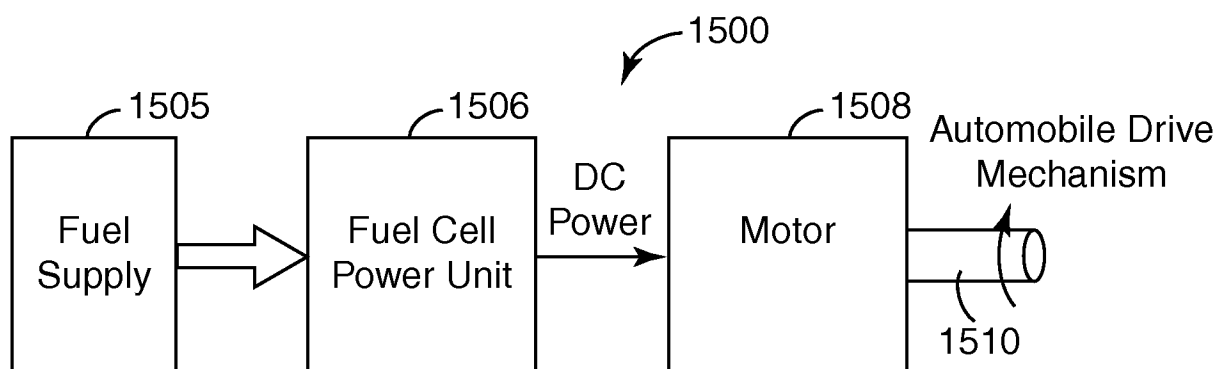 1500
1505
1506
1508
Automobile Drive
Mechanism
Fuel
Supply
Fuel Cell
Power Unit
DC
Power
Motor
1510